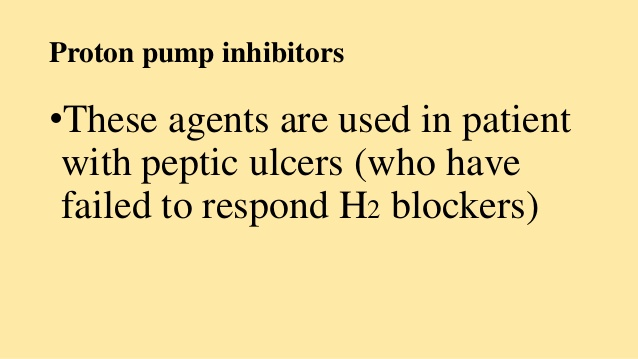 Proton pump inhibitors
•These agents are used in patient
with peptic ulcers (who have
failed to respond H2 blockers)